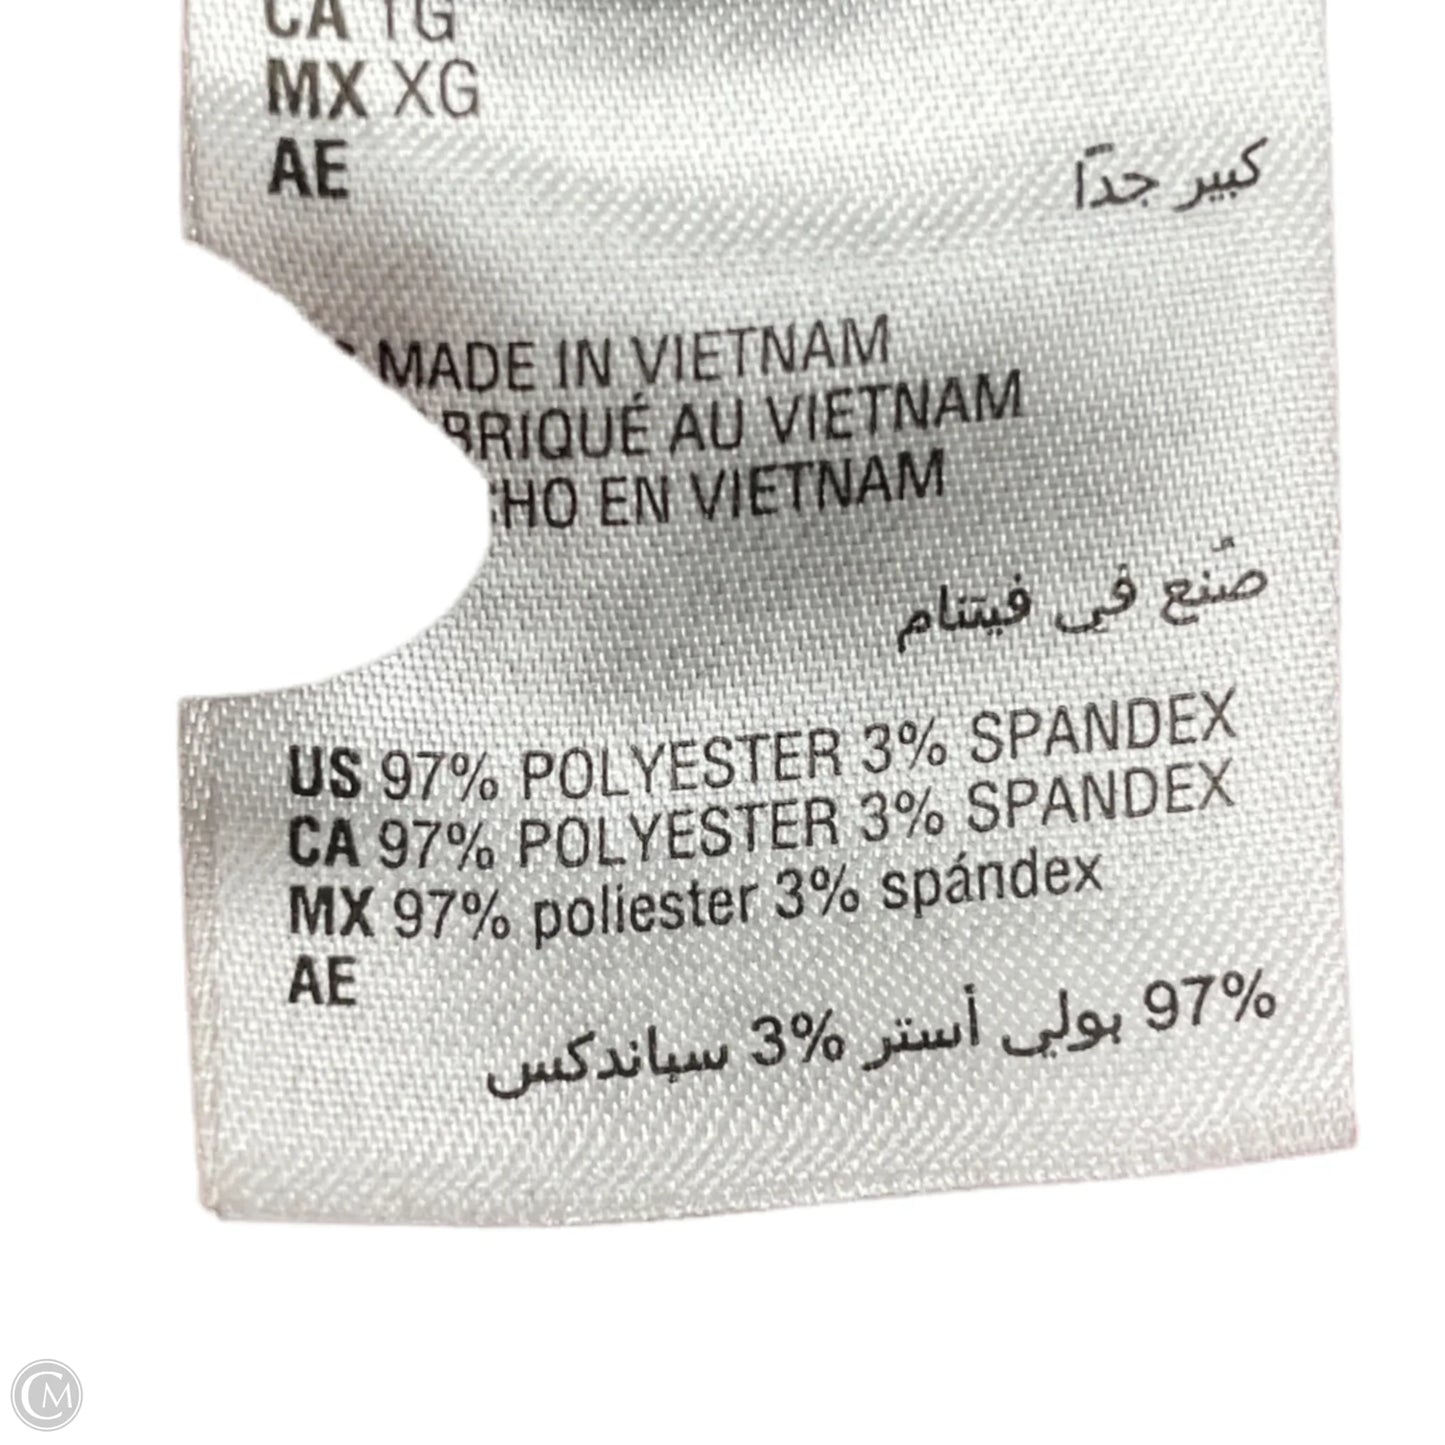 CA TG
MX XG
AE
كبير جدًا
MADE IN VIETNAM
BRIQUÉ AU VIETNAM
HO EN VIETNAM
صُنع في فيتنام
US 97% POLYESTER 3% SPANDEX
CA 97% POLYESTER 3% SPANDEX
MX 97% poliester 3% spándex
AE
97% بولي أستر 3% سباندكس
CM